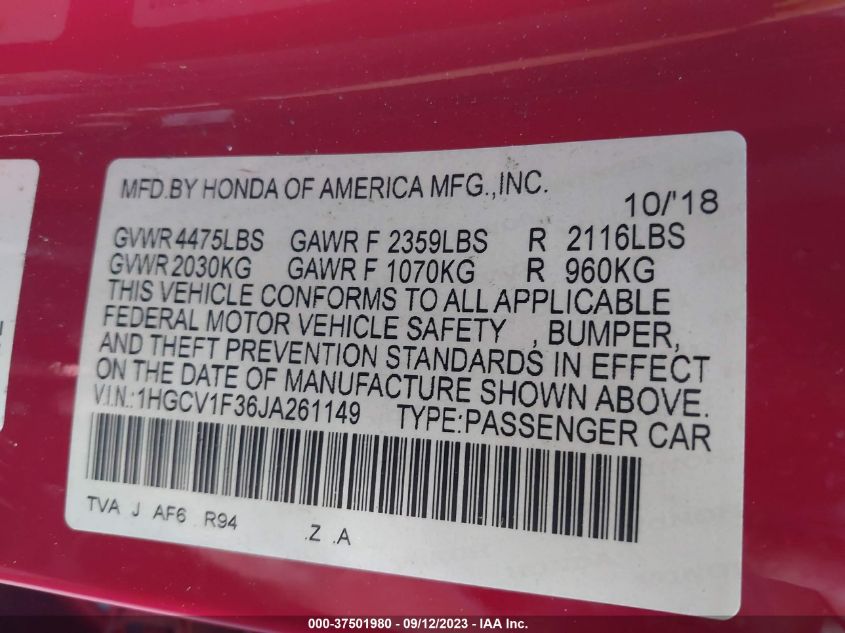 MFD.BY HONDA OF AMERICA MFG.,INC.
10/'18
GVWR 4475LBS GAWR F 2359LBS R 2116LBS
GVWR 2030KG GAWR F 1070KG R 960KG
THIS VEHICLE CONFORMS TO ALL APPLICABLE
FEDERAL MOTOR VEHICLE SAFETY , BUMPER,
AND THEFT PREVENTION STANDARDS IN EFFECT
ON THE DATE OF MANUFACTURE SHOWN ABOVE.
V.I.N.: 1HGCV1F36JA261149 TYPE:PASSENGER CAR
TVA J AF6 R94 .Z .A
000-37501980 - 09/12/2023 - IAA Inc.